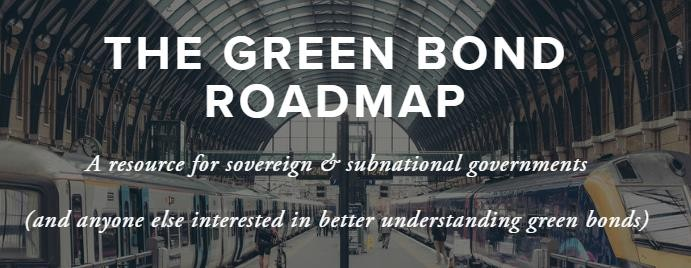 THE GREEN BOND
ROADMAP
A resource for sovereign & subnational governments
(and anyone else interested in better understanding green bonds)